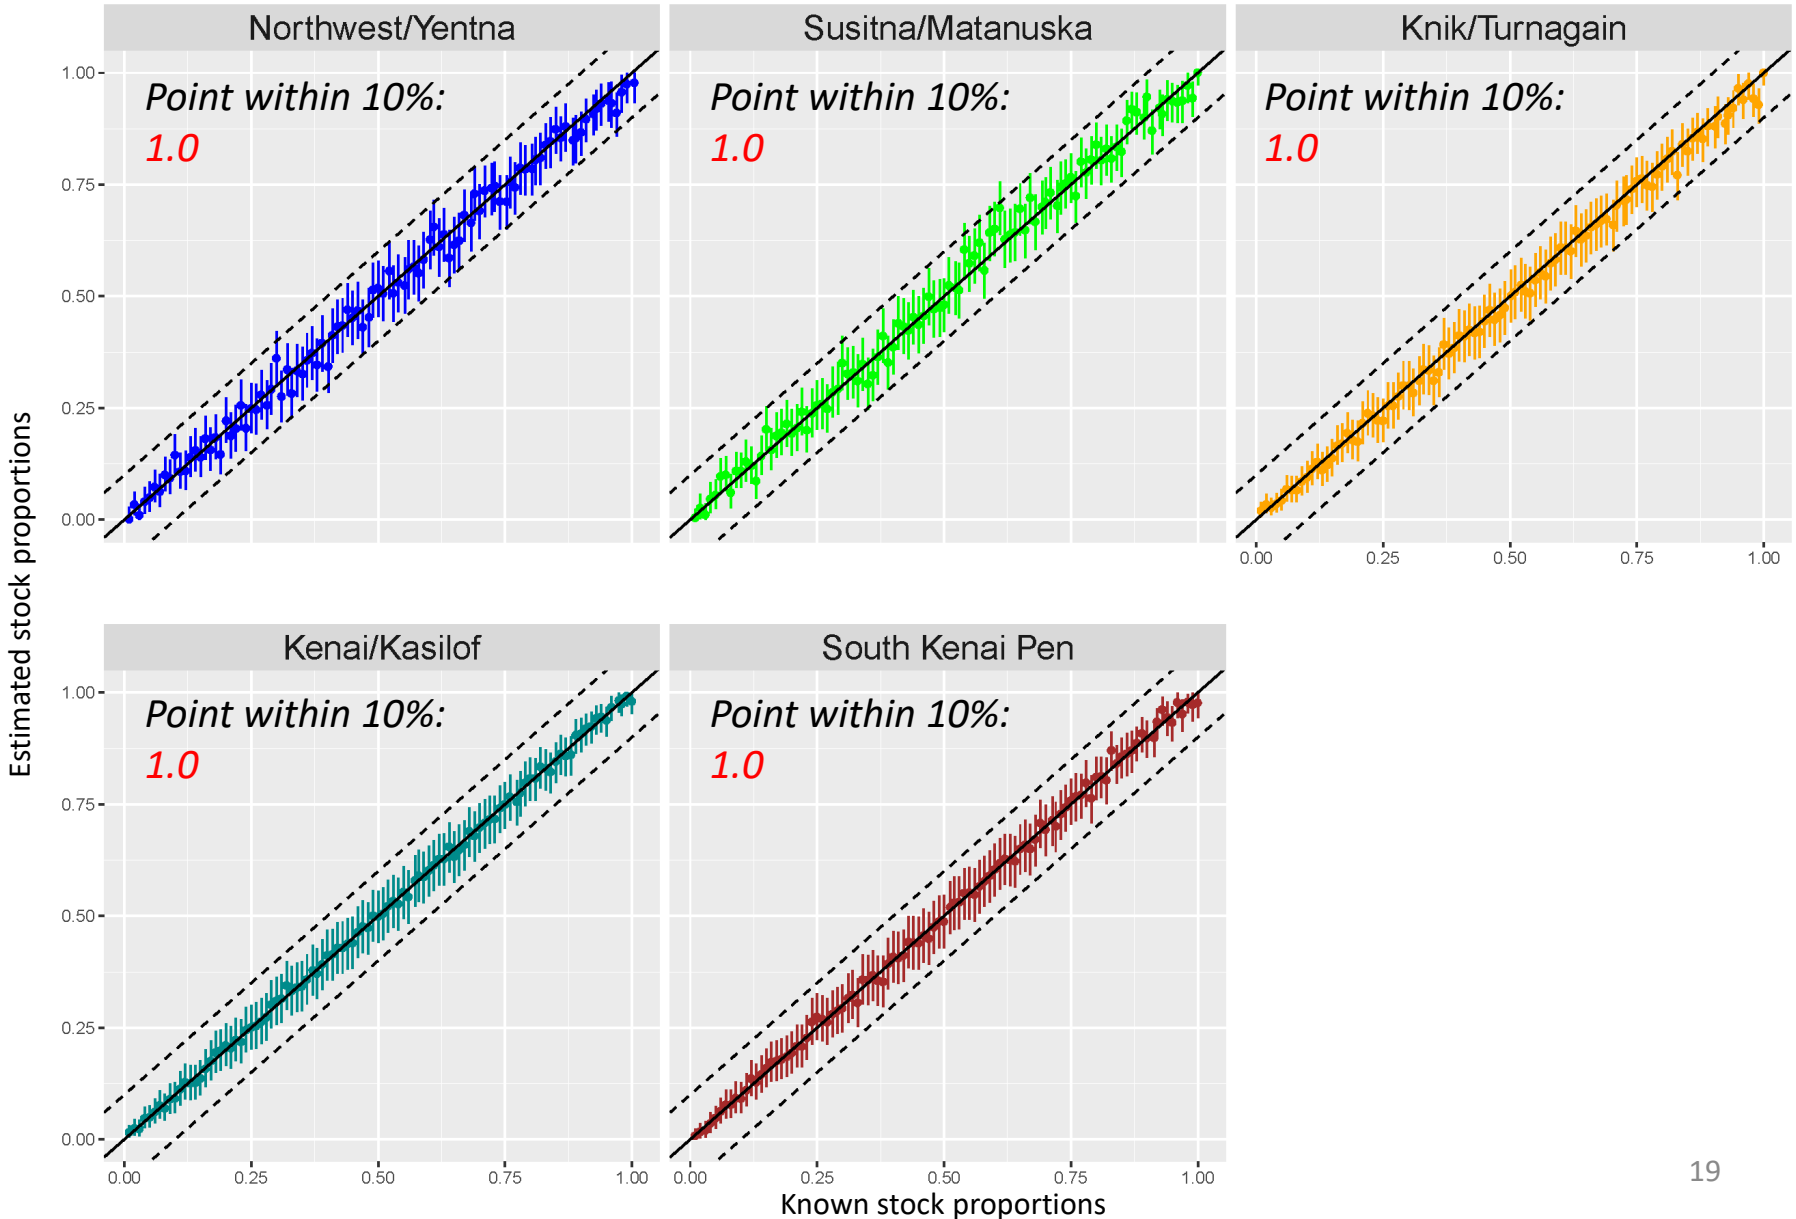 Northwest/Yentna
Susitna/Matanuska
Knik/Turnagain
Point within 10%:
1.0
Point within 10%:
1.0
Point within 10%:
1.0
1.00
0.75
0.50
0.25
0.00
0.00 0.25 0.50 0.75 1.00
Estimated stock proportions
Kenai/Kasilof
South Kenai Pen
Point within 10%:
1.0
Point within 10%:
1.0
1.00
0.75
0.50
0.25
0.00
0.00 0.25 0.50 0.75 1.00
0.00 0.25 0.50 0.75 1.00
Known stock proportions
19